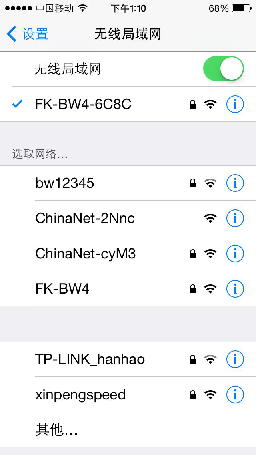 中国移动 下午1:10 68%
设置 无线局域网
无线局域网
FK-BW4-6C8C
选取网络...
bw12345
ChinaNet-2Nnc
ChinaNet-cyM3
FK-BW4
TP-LINK_hanhao
xinpengspeed
其他...